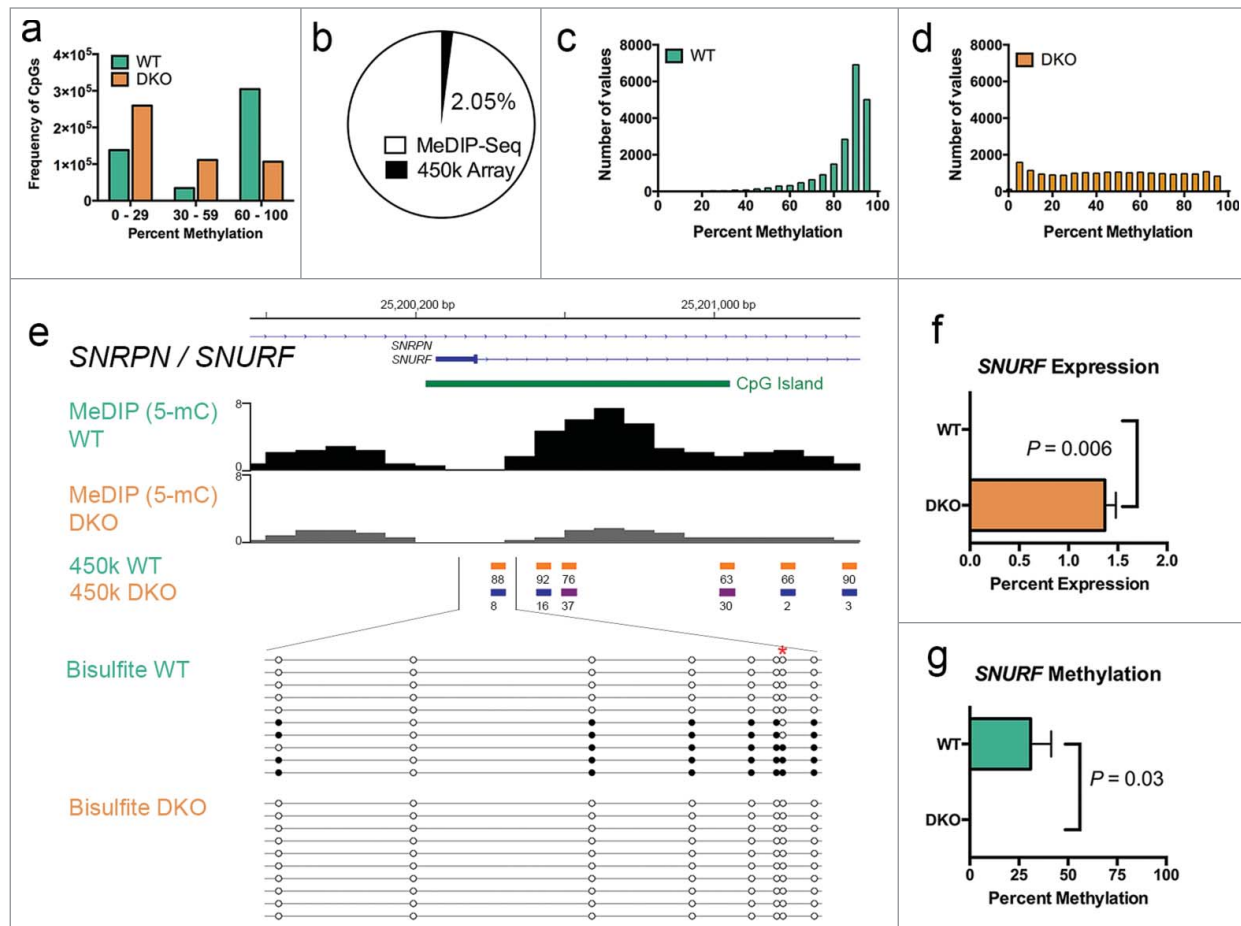 a
4×10⁵
3×10⁵
2×10⁵
1×10⁵
0
Frequency of CpGs
WT
DKO
0 - 29 30 - 59 60 - 100
Percent Methylation
b
2.05%
MeDIP-Seq
450k Array
c
8000
6000
4000
2000
0
Number of values
WT
0 20 40 60 80 100
Percent Methylation
d
8000
6000
4000
2000
0
Number of values
DKO
0 20 40 60 80 100
Percent Methylation
e
25,200,200 bp 25,201,000 bp
SNRPN / SNURF
SNRPN
SNURF
CpG Island
MeDIP (5-mC)
WT
8
0
MeDIP (5-mC)
DKO
8
0
450k WT
88 92 76 63 66 90
450k DKO
8 16 37 30 2 3
*
Bisulfite WT
Bisulfite DKO
f
SNURF Expression
WT
P = 0.006
DKO
0.0 0.5 1.0 1.5 2.0
Percent Expression
g
SNURF Methylation
WT
P = 0.03
DKO
0 25 50 75 100
Percent Methylation